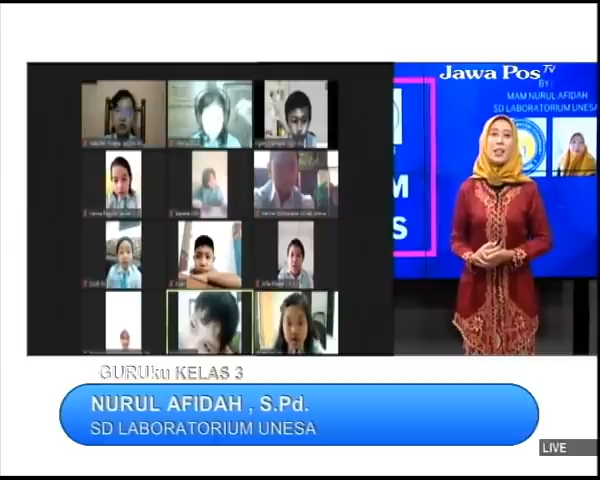 Jawa Pos TV
BY :
MAM NURUL AFIDAH
SD LABORATORIUM UNESA
M
S
GURUku KELAS 3
NURUL AFIDAH , S.Pd.
SD LABORATORIUM UNESA
LIVE